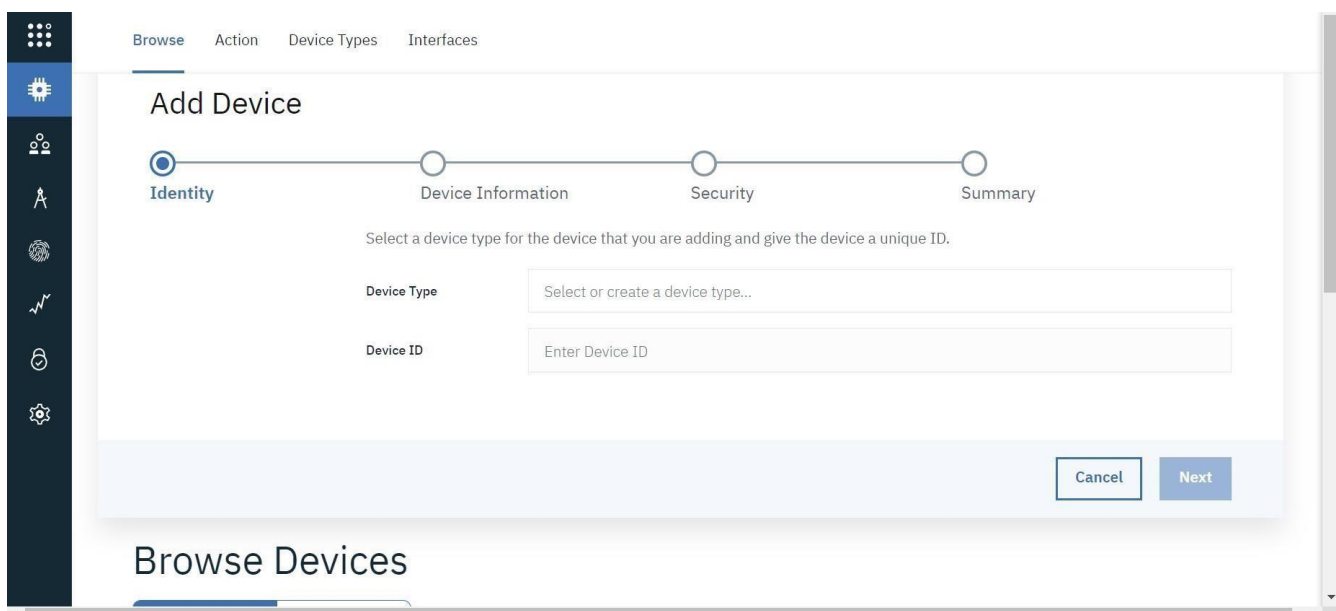 Browse Action Device Types Interfaces
Add Device
Identity Device Information Security Summary
Select a device type for the device that you are adding and give the device a unique ID.
Device Type Select or create a device type...
Device ID Enter Device ID
Cancel Next
Browse Devices